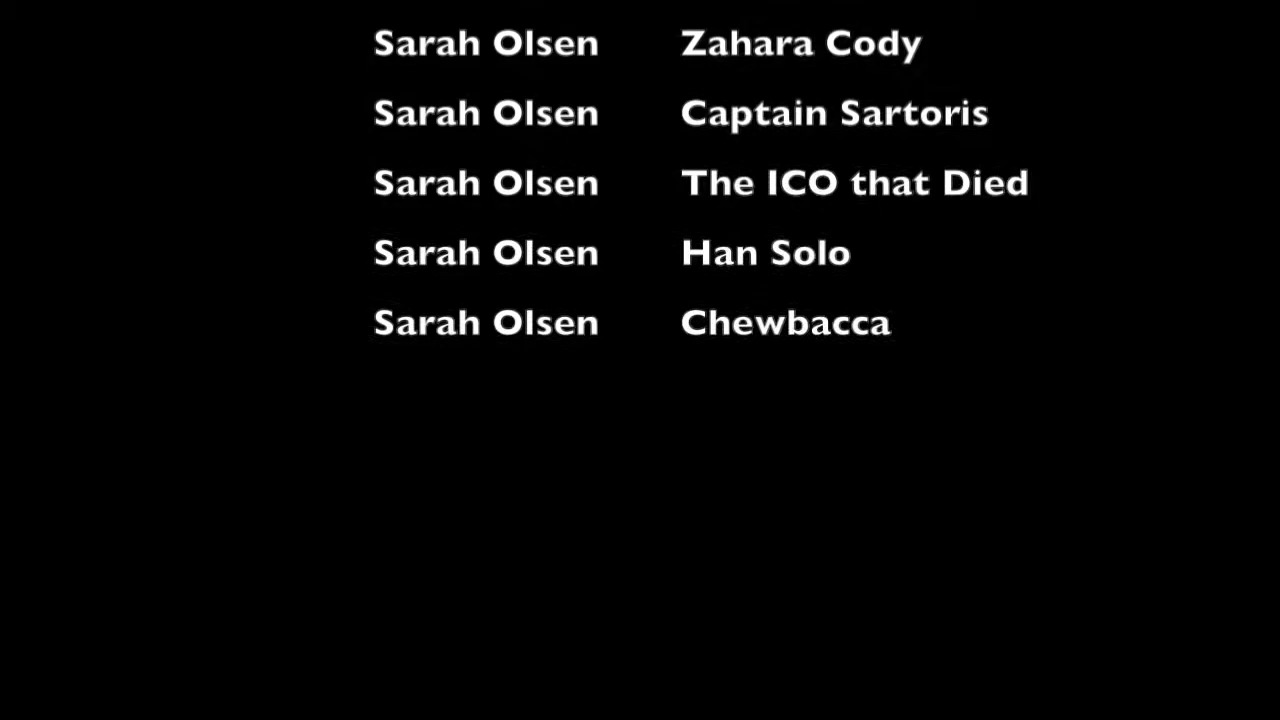 Sarah Olsen Zahara Cody
Sarah Olsen Captain Sartoris
Sarah Olsen The ICO that Died
Sarah Olsen Han Solo
Sarah Olsen Chewbacca